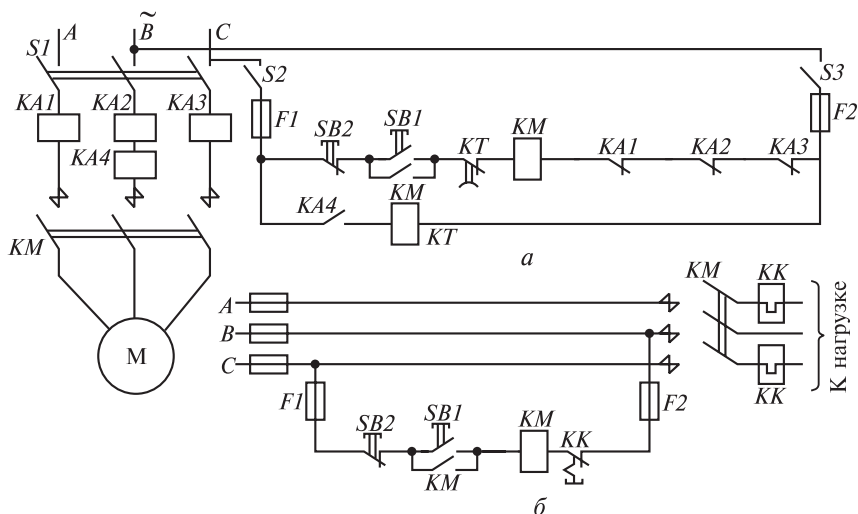 A
~
B
C
S1
S2
S3
KA1
KA2
KA3
F1
F2
KA4
SB2
SB1
KT
KM
KA1
KA2
KA3
KM
KA4
KM
KT
а
M
A
B
C
KM
KK
KK
К нагрузке
F1
F2
SB2
SB1
KM
KM
KK
б